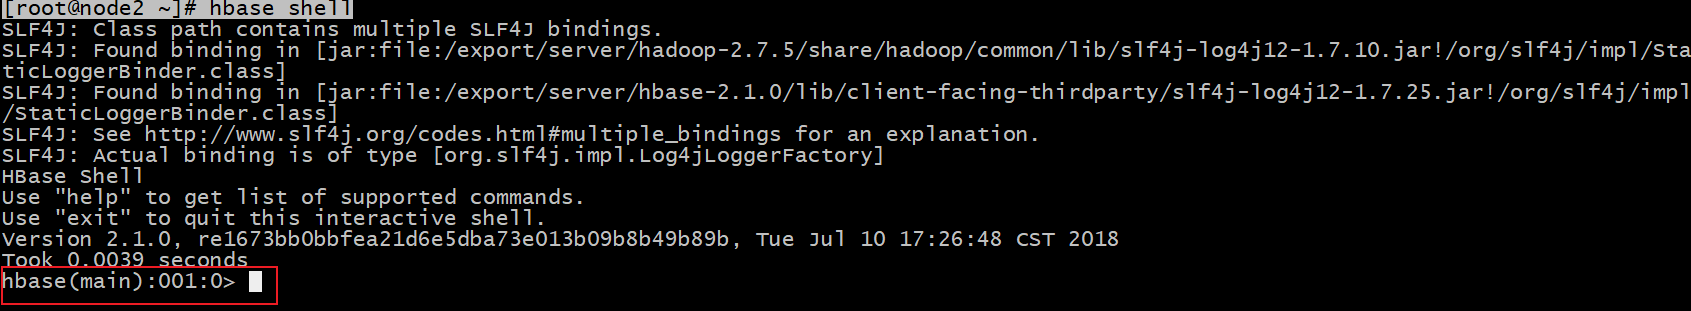 [root@node2 ~]# hbase shell
SLF4J: Class path contains multiple SLF4J bindings.
SLF4J: Found binding in [jar:file:/export/server/hadoop-2.7.5/share/hadoop/common/lib/slf4j-log4j12-1.7.10.jar!/org/slf4j/impl/Sta
ticLoggerBinder.class]
SLF4J: Found binding in [jar:file:/export/server/hbase-2.1.0/lib/client-facing-thirdparty/slf4j-log4j12-1.7.25.jar!/org/slf4j/impl
/StaticLoggerBinder.class]
SLF4J: See http://www.slf4j.org/codes.html#multiple_bindings for an explanation.
SLF4J: Actual binding is of type [org.slf4j.impl.Log4jLoggerFactory]
HBase Shell
Use "help" to get list of supported commands.
Use "exit" to quit this interactive shell.
Version 2.1.0, re1673bb0bbfea21d6e5dba73e013b09b8b49b89b, Tue Jul 10 17:26:48 CST 2018
Took 0.0039 seconds
hbase(main):001:0>